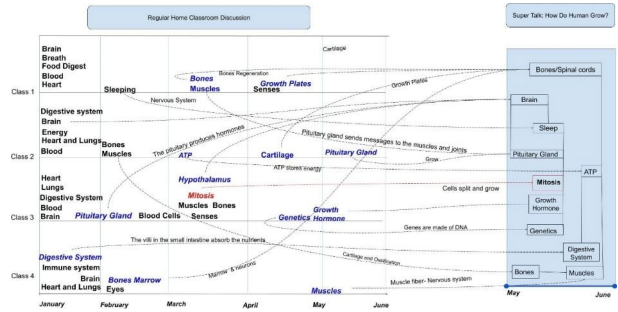 Regular Home Classroom Discussion
Super Talk: How Do Human Grow?
Cartilage
Brain
Breath
Food Digest
Blood
Heart
Bones
Muscles
Bones Regeneration
Growth Plates
Senses
Growth Plates
Bones/Spinal cords
Class 1
Sleeping
Nervous System
Brain
Digestive system
Brain
Energy
Heart and Lungs
Blood
Bones
Muscles
The pituitary produces hormones
Pituitary gland sends messages to the muscles and joints
Sleep
Class 2
ATP
Cartilage
Pituitary Gland
Grow
Pituitary Gland
ATP stores energy
ATP
Heart
Lungs
Digestive System
Blood
Brain
Hypothalamus
Mitosis
Cells split and grow
Mitosis
Muscles Bones
Senses
Pituitary Gland
Blood Cells
Growth
Hormone
Genetics
Growth
Hormone
Class 3
Genes are made of DNA
Genetics
The villi in the small intestine absorb the nutrients
Digestive
System
Digestive System
Immune system
Brain
Heart and Lungs
Cartilage and Ossification
Marrow & neurons
Class 4
Bones Marrow
Eyes
Bones
Muscles
Muscle fiber- Nervous system
Muscles
January
February
March
April
May
June
May
June